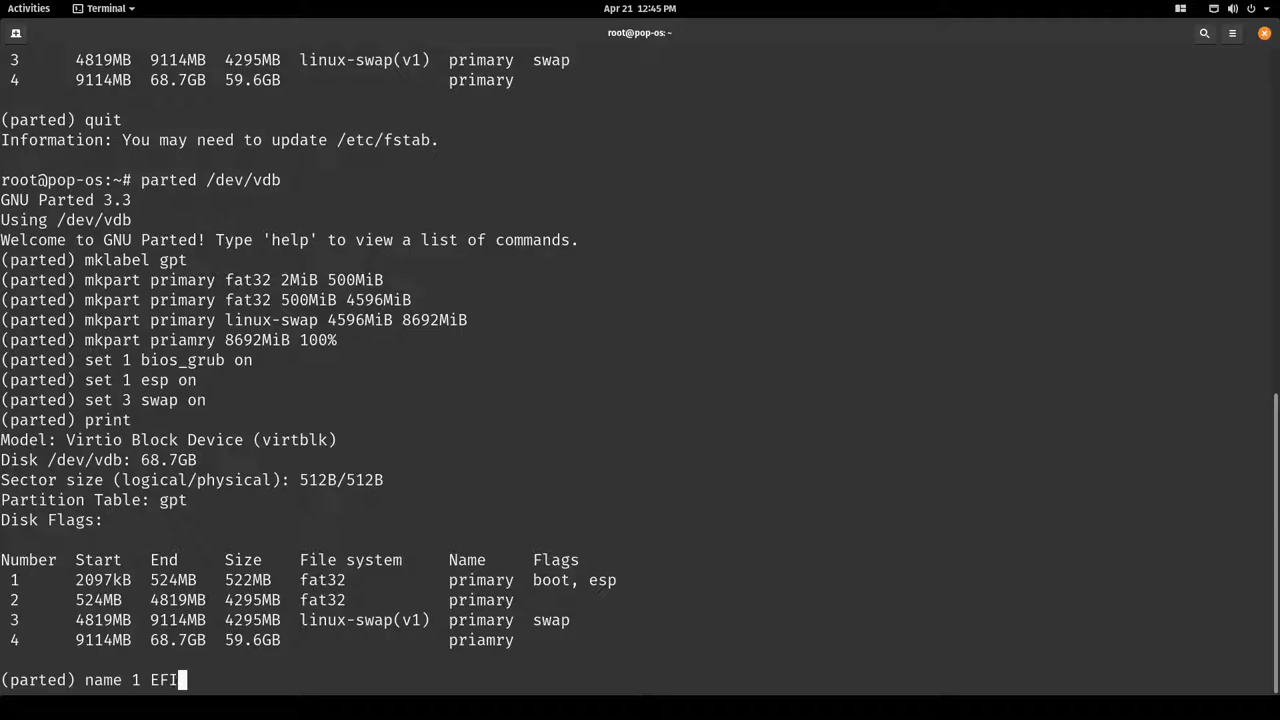 Activities Terminal Apr 21 12:45 PM
root@pop-os: ~
3 4819MB 9114MB 4295MB linux-swap(v1) primary swap
4 9114MB 68.7GB 59.6GB primary
(parted) quit
Information: You may need to update /etc/fstab.
root@pop-os:~# parted /dev/vdb
GNU Parted 3.3
Using /dev/vdb
Welcome to GNU Parted! Type 'help' to view a list of commands.
(parted) mklabel gpt
(parted) mkpart primary fat32 2MiB 500MiB
(parted) mkpart primary fat32 500MiB 4596MiB
(parted) mkpart primary linux-swap 4596MiB 8692MiB
(parted) mkpart priamry 8692MiB 100%
(parted) set 1 bios_grub on
(parted) set 1 esp on
(parted) set 3 swap on
(parted) print
Model: Virtio Block Device (virtblk)
Disk /dev/vdb: 68.7GB
Sector size (logical/physical): 512B/512B
Partition Table: gpt
Disk Flags:
Number Start End Size File system Name Flags
1 2097kB 524MB 522MB fat32 primary boot, esp
2 524MB 4819MB 4295MB fat32 primary
3 4819MB 9114MB 4295MB linux-swap(v1) primary swap
4 9114MB 68.7GB 59.6GB priamry
(parted) name 1 EFI